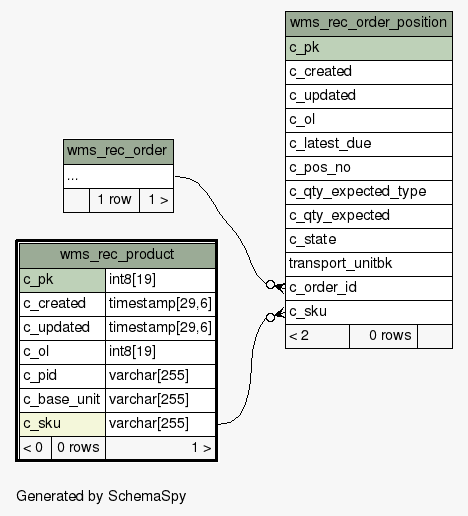 wms_rec_order_position
c_pk
c_created
c_updated
c_ol
c_latest_due
c_pos_no
c_qty_expected_type
c_qty_expected
c_state
transport_unitbk
c_order_id
c_sku
< 2 0 rows
wms_rec_order
...
1 row 1 >
wms_rec_product
c_pk int8[19]
c_created timestamp[29,6]
c_updated timestamp[29,6]
c_ol int8[19]
c_pid varchar[255]
c_base_unit varchar[255]
c_sku varchar[255]
< 0 0 rows 1 >
Generated by SchemaSpy